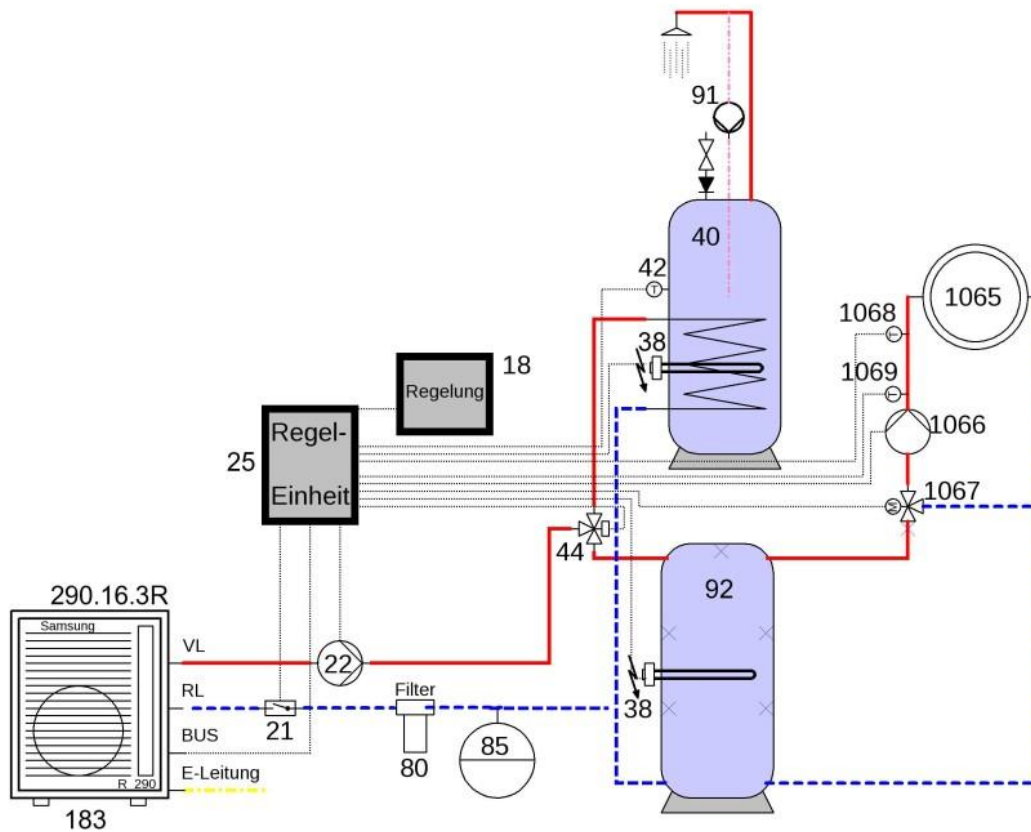 91
40
42
T
1065
1068
T
38
18
1069
Regelung
T
1066
Regel-
25
Einheit
1067
M
44
92
290.16.3R
Samsung
VL
22
Filter
RL
38
21
85
BUS
80
E-Leitung
R 290
183